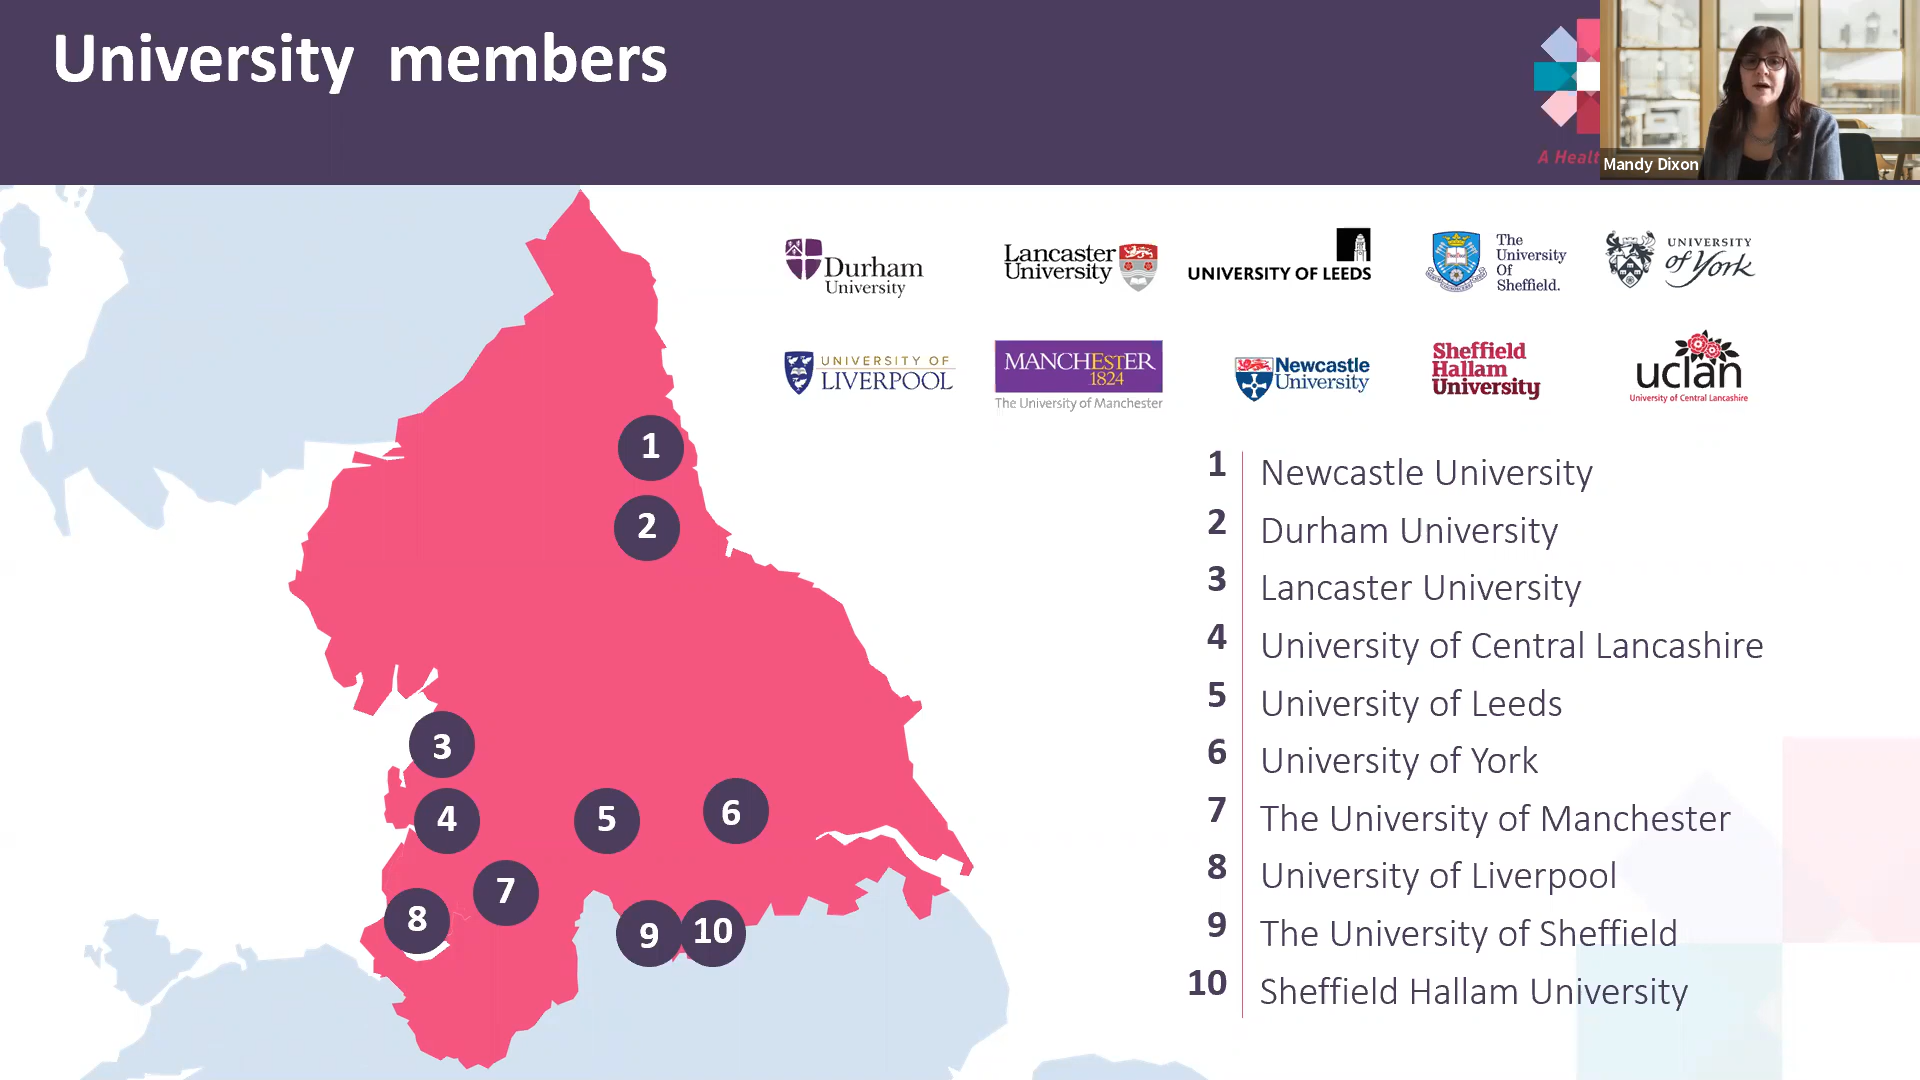 University members
A Healt
Mandy Dixon
Durham
University
Lancaster
University
UNIVERSITY OF LEEDS
The
University
Of
Sheffield.
UNIVERSITY
of York
UNIVERSITY OF
LIVERPOOL
MANCHESTER
1824
The University of Manchester
Newcastle
University
Sheffield
Hallam
University
uclan
University of Central Lancashire
1
2
3
4
5
6
7
8
9
10
1 Newcastle University
2 Durham University
3 Lancaster University
4 University of Central Lancashire
5 University of Leeds
6 University of York
7 The University of Manchester
8 University of Liverpool
9 The University of Sheffield
10 Sheffield Hallam University